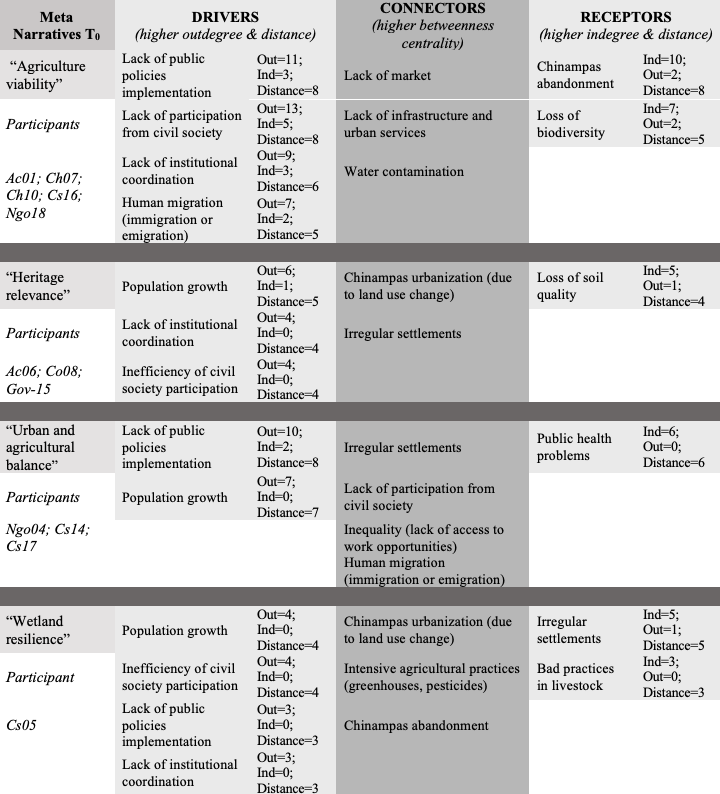 Meta
Narratives T0
DRIVERS
(higher outdegree & distance)
CONNECTORS
(higher betweenness
centrality)
RECEPTORS
(higher indegree & distance)
“Agriculture
viability”
Lack of public
policies
implementation
Out=11;
Ind=3;
Distance=8
Lack of market
Chinampas
abandonment
Ind=10;
Out=2;
Distance=8
Participants
Lack of participation
from civil society
Out=13;
Ind=5;
Distance=8
Lack of infrastructure and
urban services
Loss of
biodiversity
Ind=7;
Out=2;
Distance=5
Ac01; Ch07;
Ch10; Cs16;
Ngo18
Lack of institutional
coordination
Out=9;
Ind=3;
Distance=6
Water contamination
Human migration
(immigration or
emigration)
Out=7;
Ind=2;
Distance=5
“Heritage
relevance”
Population growth
Out=6;
Ind=1;
Distance=5
Chinampas urbanization (due
to land use change)
Loss of soil
quality
Ind=5;
Out=1;
Distance=4
Participants
Lack of institutional
coordination
Out=4;
Ind=0;
Distance=4
Irregular settlements
Ac06; Co08;
Gov-15
Inefficiency of civil
society participation
Out=4;
Ind=0;
Distance=4
“Urban and
agricultural
balance”
Lack of public
policies
implementation
Out=10;
Ind=2;
Distance=8
Irregular settlements
Public health
problems
Ind=6;
Out=0;
Distance=6
Participants
Population growth
Out=7;
Ind=0;
Distance=7
Lack of participation from
civil society
Ngo04; Cs14;
Cs17
Inequality (lack of access to
work opportunities)
Human migration
(immigration or emigration)
“Wetland
resilience”
Population growth
Out=4;
Ind=0;
Distance=4
Chinampas urbanization (due
to land use change)
Irregular
settlements
Ind=5;
Out=1;
Distance=5
Participant
Inefficiency of civil
society participation
Out=4;
Ind=0;
Distance=4
Intensive agricultural practices
(greenhouses, pesticides)
Bad practices
in livestock
Ind=3;
Out=0;
Distance=3
Cs05
Lack of public
policies
implementation
Out=3;
Ind=0;
Distance=3
Chinampas abandonment
Lack of institutional
coordination
Out=3;
Ind=0;
Distance=3